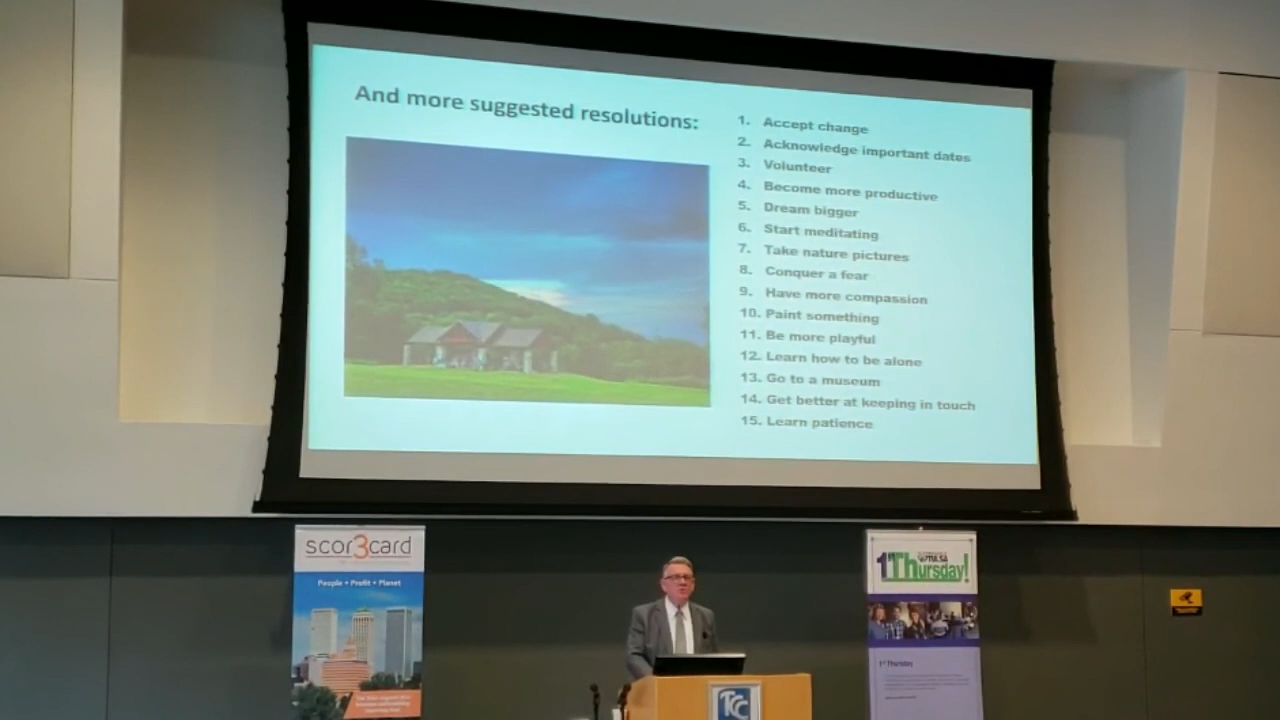 And more suggested resolutions:
1. Accept change
2. Acknowledge important dates
3. Volunteer
4. Become more productive
5. Dream bigger
6. Start meditating
7. Take nature pictures
8. Conquer a fear
9. Have more compassion
10. Paint something
11. Be more playful
12. Learn how to be alone
13. Go to a museum
14. Get better at keeping in touch
15. Learn patience
scor3card
People • Profit • Planet
1st Thursday!
1st Thursday
TCC